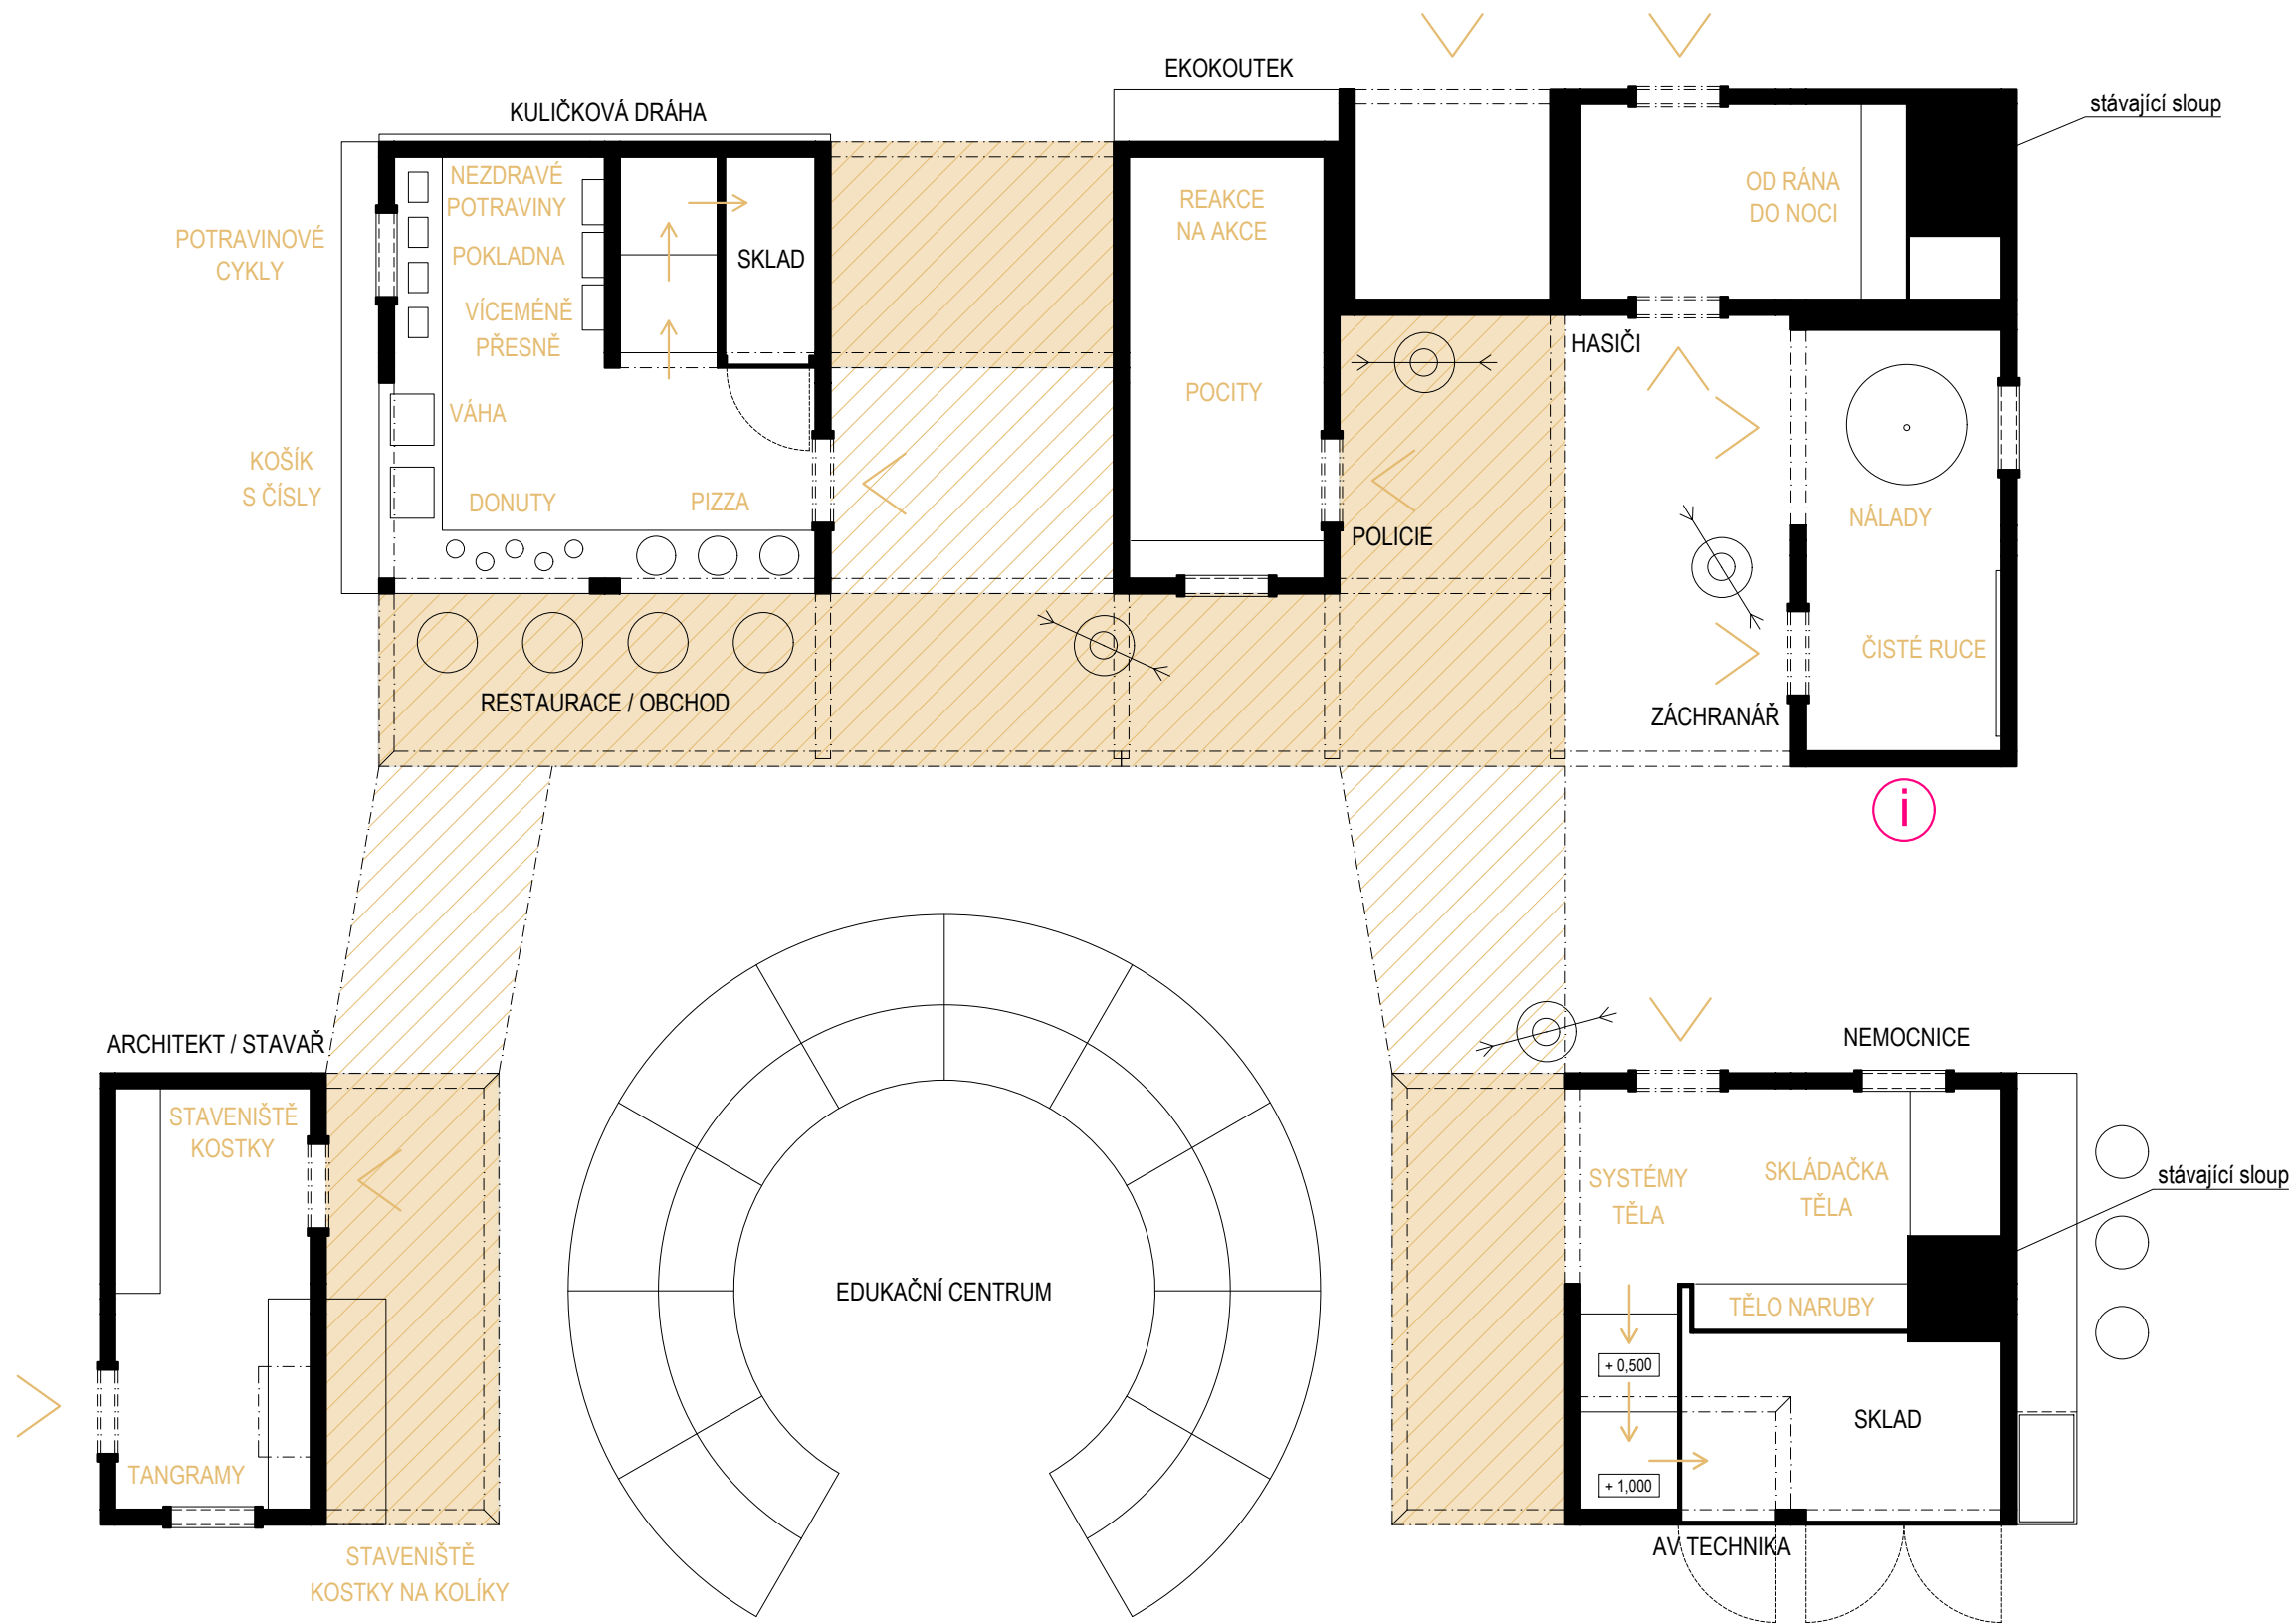 EKOKOUTEK
KULIČKOVÁ DRÁHA
stávající sloup
NEZDRAVÉ
POTRAVINY
REAKCE
NA AKCE
OD RÁNA
DO NOCI
POTRAVINOVÉ
CYKLY
POKLADNA
SKLAD
VÍCEMÉNĚ
PŘESNĚ
HASIČI
POCITY
VÁHA
KOŠÍK
S ČÍSLY
DONUTY
PIZZA
NÁLADY
POLICIE
ČISTÉ RUCE
RESTAURACE / OBCHOD
ZÁCHRANÁŘ
i
ARCHITEKT / STAVAŘ
NEMOCNICE
STAVENIŠTĚ
KOSTKY
SYSTÉMY
TĚLA
SKLÁDAČKA
TĚLA
stávající sloup
EDUKAČNÍ CENTRUM
TĚLO NARUBY
+ 0,500
SKLAD
TANGRAMY
+ 1,000
AV TECHNIKA
STAVENIŠTĚ
KOSTKY NA KOLÍKY